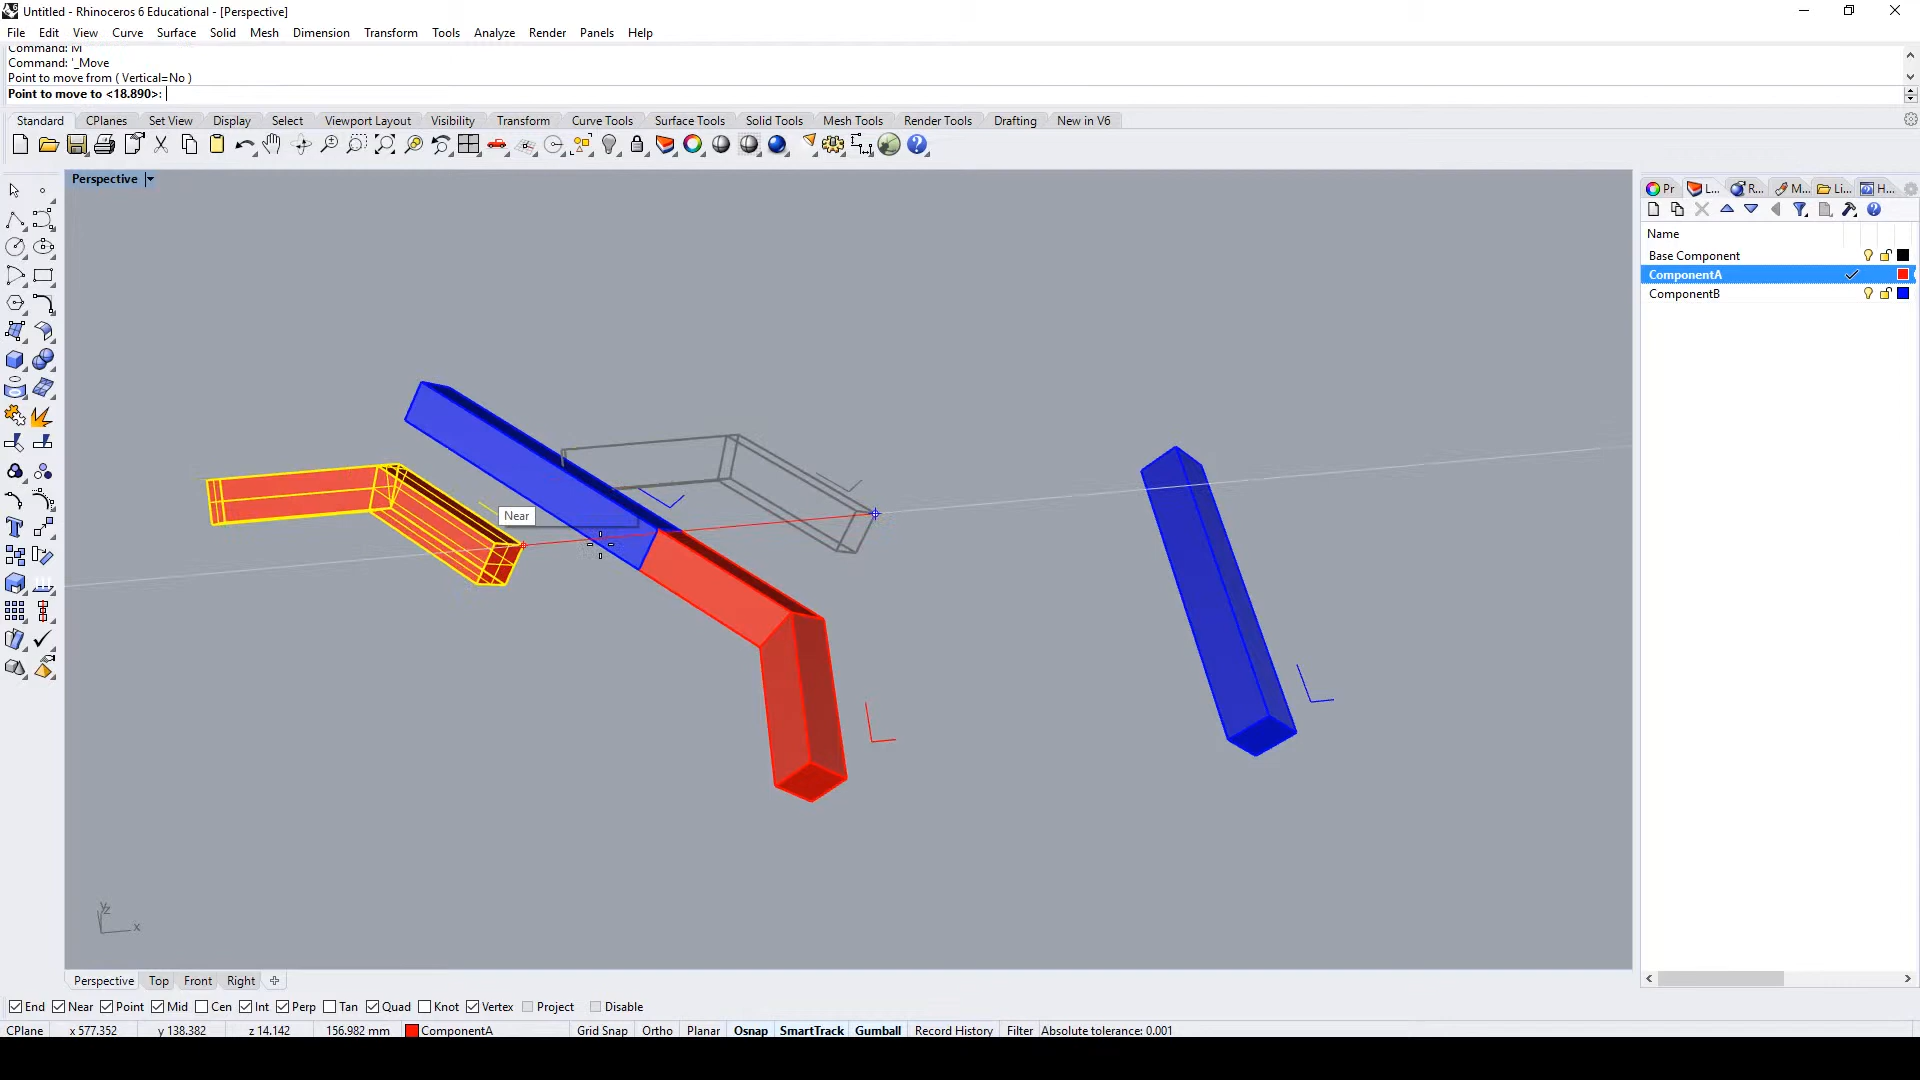 Untitled - Rhinoceros 6 Educational - [Perspective]
File Edit View Curve Surface Solid Mesh Dimension Transform Tools Analyze Render Panels Help
Command: M
Command: '_Move
Point to move from ( Vertical=No )
Point to move to <18.890>:
Standard CPlanes Set View Display Select Viewport Layout Visibility Transform Curve Tools Surface Tools Solid Tools Mesh Tools Render Tools Drafting New in V6
Perspective
Pr L... R... M... Li... H...
Name
Base Component
ComponentA
ComponentB
Near
y z x
Perspective Top Front Right
End Near Point Mid Cen Int Perp Tan Quad Knot Vertex Project Disable
CPlane x 577.352 y 138.382 z 14.142 156.982 mm ComponentA Grid Snap Ortho Planar Osnap SmartTrack Gumball Record History Filter Absolute tolerance: 0.001